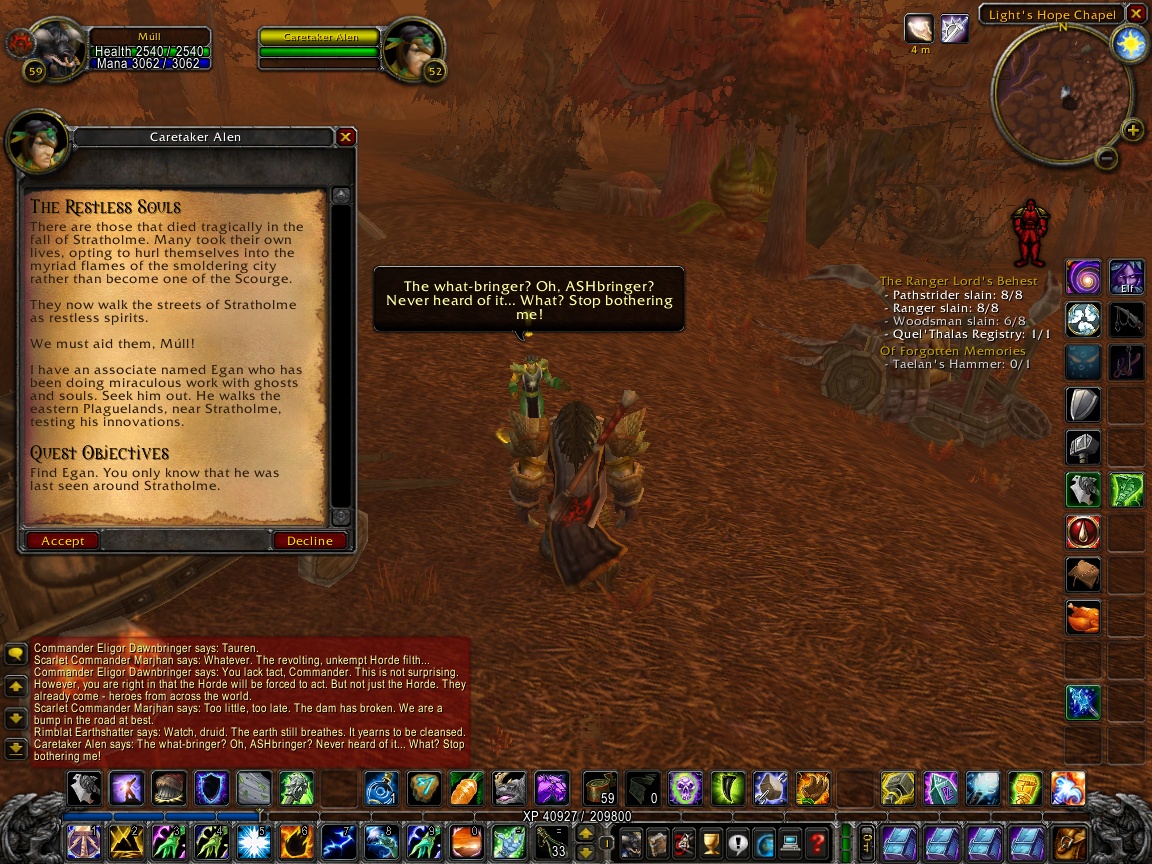 Múll
Health 2540 / 2540
Mana 3062 / 3062
59
Caretaker Alen
52
4 m
Light's Hope Chapel
N
Caretaker Alen
The Restless Souls
There are those that died tragically in the
fall of Stratholme. Many took their own
lives, opting to hurl themselves into the
myriad flames of the smoldering city
rather than become one of the Scourge.
They now walk the streets of Stratholme
as restless spirits.
We must aid them, Múll!
I have an associate named Egan who has
been doing miraculous work with ghosts
and souls. Seek him out. He walks the
eastern Plaguelands, near Stratholme,
testing his innovations.
Quest Objectives
Find Egan. You only know that he was
last seen around Stratholme.
Accept
Decline
The what-bringer? Oh, ASHbringer?
Never heard of it... What? Stop bothering
me!
The Ranger Lord's Behest
- Pathstrider slain: 8/8
- Ranger slain: 8/8
- Woodsman slain: 6/8
- Quel'Thalas Registry: 1/1
Of Forgotten Memories
- Taelan's Hammer: 0/1
Elf
Commander Eligor Dawnbringer says: Tauren.
Scarlet Commander Marjhan says: Whatever. The revolting, unkempt Horde filth...
Commander Eligor Dawnbringer says: You lack tact, Commander. This is not surprising.
However, you are right in that the Horde will be forced to act. But not just the Horde. They
already come - heroes from across the world.
Scarlet Commander Marjhan says: Too little, too late. The dam has broken. We are a
bump in the road at best.
Rimblat Earthshatter says: Watch, druid. The earth still breathes. It yearns to be cleansed.
Caretaker Alen says: The what-bringer? Oh, ASHbringer? Never heard of it... What? Stop
bothering me!
1
59
0
XP 40927 / 209800
1
2
3
4
5
6
7
8
9
0
-
=
33
1